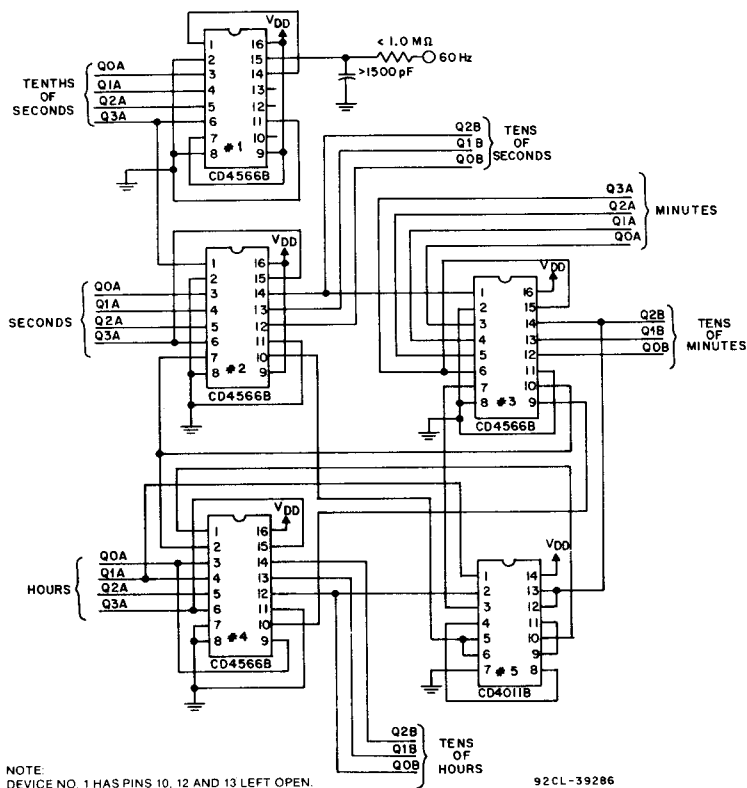 VDD
1 16
2 15
3 14
4 13
5 12
6 11
7 10
8 9
#1
CD4566B
TENTHS
OF
SECONDS
Q0A
Q1A
Q2A
Q3A
< 1.0 MΩ
60 Hz
>1500 pF
Q2B
Q1B
Q0B
TENS
OF
SECONDS
Q3A
Q2A
Q1A
Q0A
MINUTES
VDD
1 16
2 15
3 14
4 13
5 12
6 11
7 10
8 9
#2
CD4566B
SECONDS
Q0A
Q1A
Q2A
Q3A
VDD
1 16
2 15
3 14
4 13
5 12
6 11
7 10
8 9
#3
CD4566B
Q2B
Q1B
Q0B
TENS
OF
MINUTES
VDD
1 16
2 15
3 14
4 13
5 12
6 11
7 10
8 9
#4
CD4566B
HOURS
Q0A
Q1A
Q2A
Q3A
VDD
1 14
2 13
3 12
4 11
5 10
6 9
7 8
#5
CD4011B
Q2B
Q1B
Q0B
TENS
OF
HOURS
NOTE:
DEVICE NO. 1 HAS PINS 10, 12 AND 13 LEFT OPEN.
92CL-39286